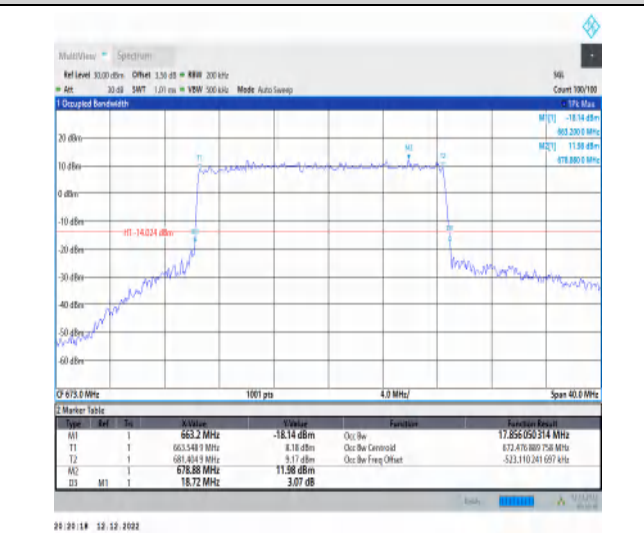 MultiView Spectrum
Ref Level 30.00 dBm Offset 3.50 dB RBW 200 kHz SGL
Att 30 dB SWT 1.01 ms VBW 500 kHz Mode Auto Sweep Count 100/100
1 Occupied Bandwidth 1Pk Max
M1[1] -18.14 dBm
663.2000 MHz
M2[1] 11.98 dBm
678.8800 MHz
20 dBm
10 dBm
0 dBm
-10 dBm
-20 dBm
-30 dBm
-40 dBm
-50 dBm
-60 dBm
T1
M2
T2
H1 -14.024 dBm
CF 673.0 MHz 1001 pts 4.0 MHz/ Span 40.0 MHz
2 Marker Table
Type Ref Trc X-Value Y-Value Function Function Result
M1 1 663.2 MHz -18.14 dBm Occ Bw 17.856 050 314 MHz
T1 1 663.548 9 MHz 8.18 dBm Occ Bw Centroid 672.476 889 758 MHz
T2 1 681.404 9 MHz 9.17 dBm Occ Bw Freq Offset -523.110 241 697 kHz
M2 1 678.88 MHz 11.98 dBm
D3 M1 1 18.72 MHz 3.07 dB
20:20:18 12.12.2022